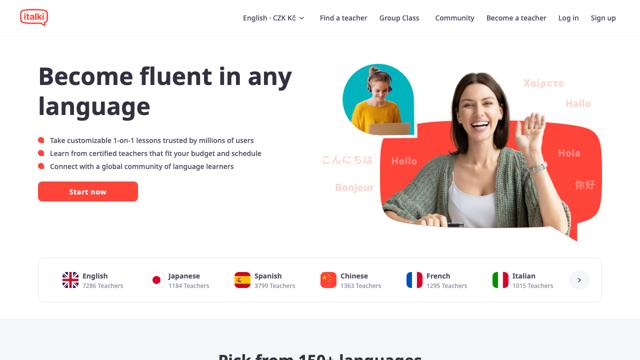 italki
English · CZK Kč
Find a teacher
Group Class
Community
Become a teacher
Log in
Sign up
Become fluent in any
language
Take customizable 1-on-1 lessons trusted by millions of users
Learn from certified teachers that fit your budget and schedule
Connect with a global community of language learners
Start now
Χαίρετε
Hallo
こんにちは
Hello
Hola
Bonjour
你好
English
7286 Teachers
Japanese
1184 Teachers
Spanish
3799 Teachers
Chinese
1363 Teachers
French
1295 Teachers
Italian
1015 Teachers
Pick from 150+ languages